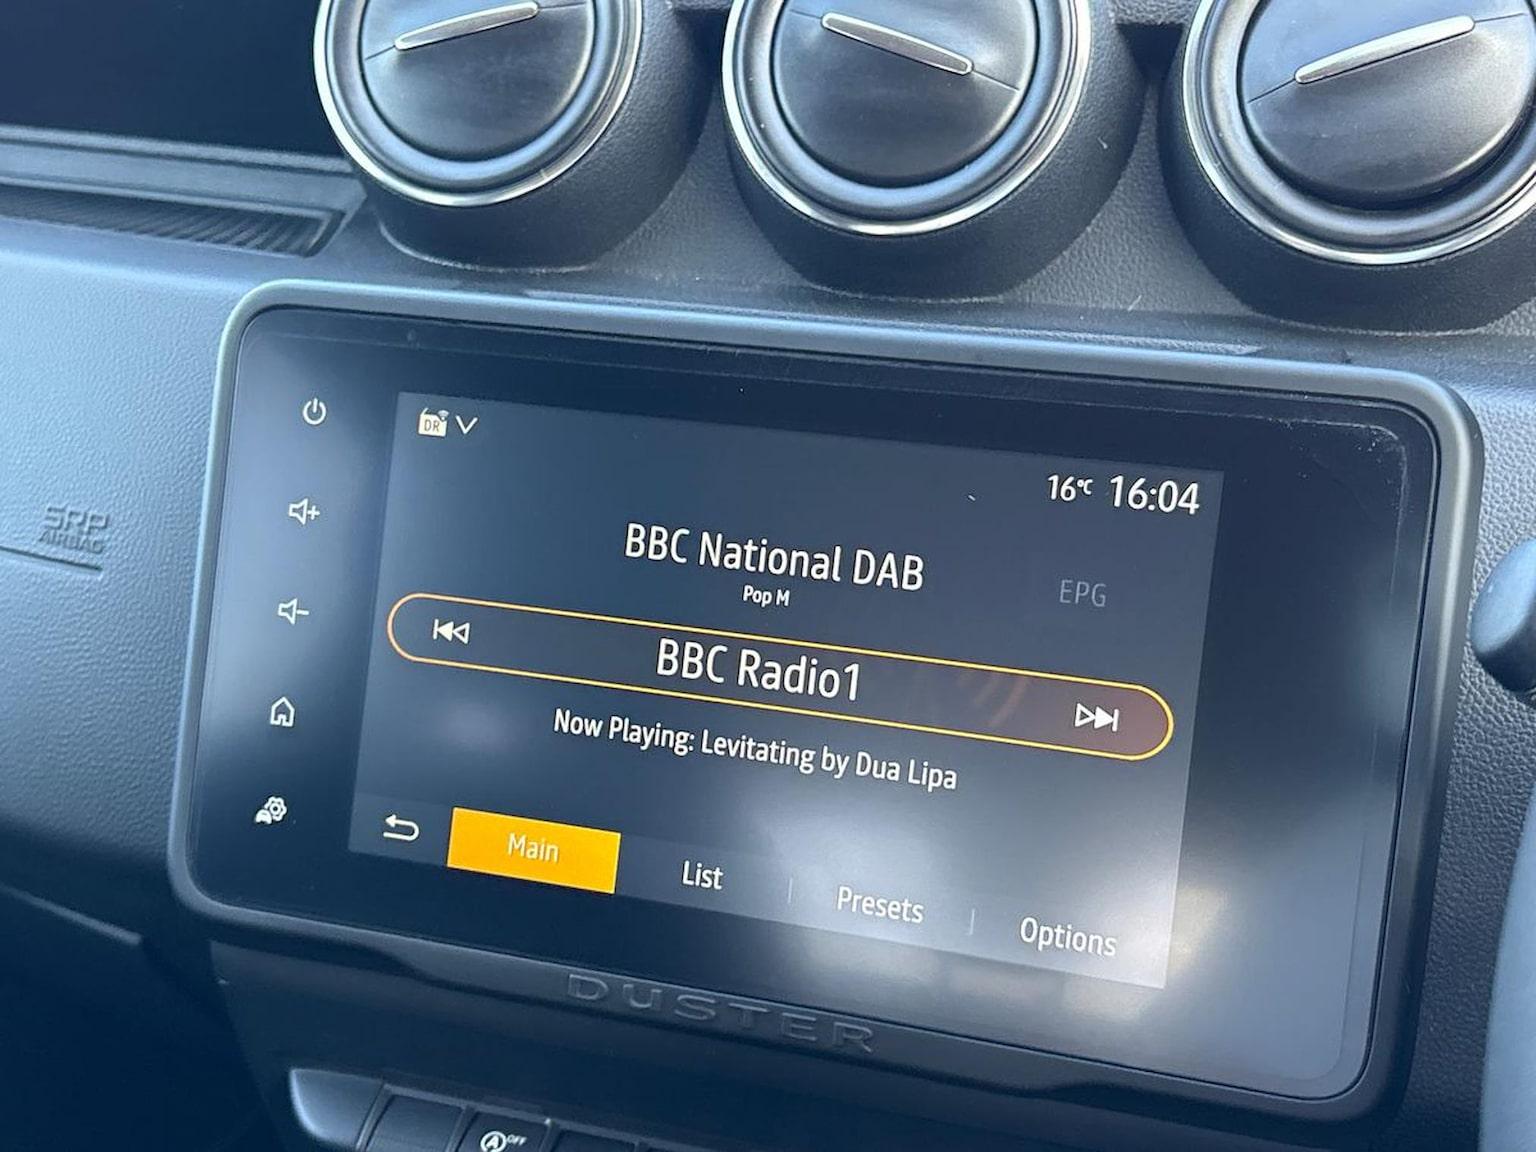 DR
16°C 16:04
BBC National DAB
Pop M
EPG
BBC Radio1
Now Playing: Levitating by Dua Lipa
Main
List
Presets
Options
SRP
AIRBAG
DUSTER
A OFF